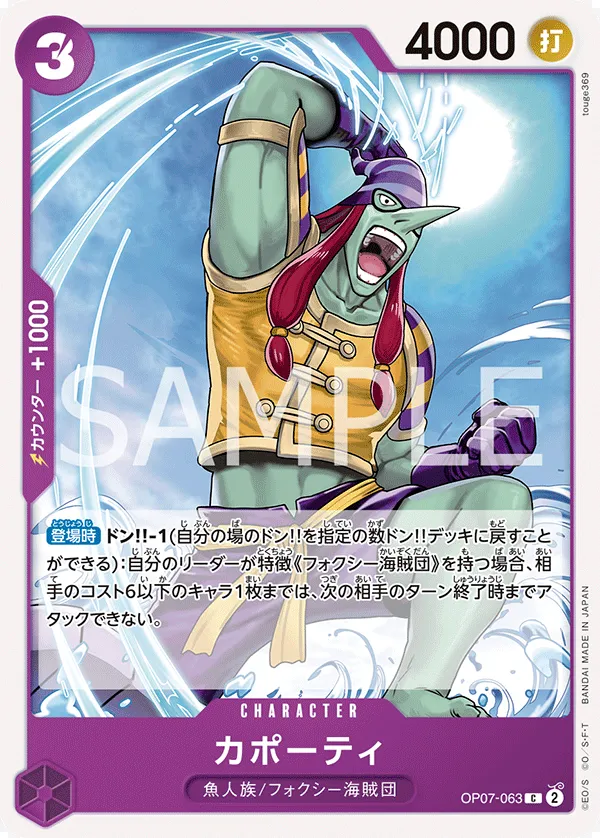 3
4000
打
touge369
カウンター +1000
SAMPLE
登場時 ドン!!-1(自分の場のドン!!を指定の数ドン!!デッキに戻すこと
ができる):自分のリーダーが特徴《フォクシー海賊団》を持つ場合、相
手のコスト6以下のキャラ1枚までは、次の相手のターン終了時までア
タックできない。
CHARACTER
カポーティ
魚人族/フォクシー海賊団
OP07-063 C 2
©E.O/S ©O/S・F・T BANDAI MADE IN JAPAN